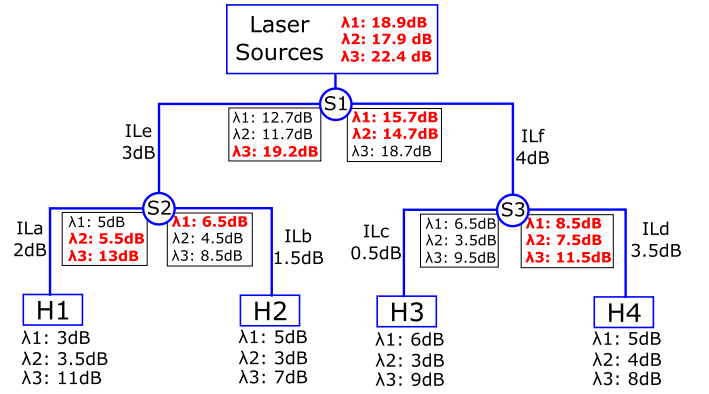 Laser
Sources
λ1: 18.9dB
λ2: 17.9 dB
λ3: 22.4 dB
S1
λ1: 12.7dB
λ2: 11.7dB
λ3: 19.2dB
λ1: 15.7dB
λ2: 14.7dB
λ3: 18.7dB
ILe
3dB
ILf
4dB
S2
λ1: 5dB
λ2: 5.5dB
λ3: 13dB
λ1: 6.5dB
λ2: 4.5dB
λ3: 8.5dB
S3
λ1: 6.5dB
λ2: 3.5dB
λ3: 9.5dB
λ1: 8.5dB
λ2: 7.5dB
λ3: 11.5dB
ILa
2dB
ILb
1.5dB
ILc
0.5dB
ILd
3.5dB
H1
λ1: 3dB
λ2: 3.5dB
λ3: 11dB
H2
λ1: 5dB
λ2: 3dB
λ3: 7dB
H3
λ1: 6dB
λ2: 3dB
λ3: 9dB
H4
λ1: 5dB
λ2: 4dB
λ3: 8dB